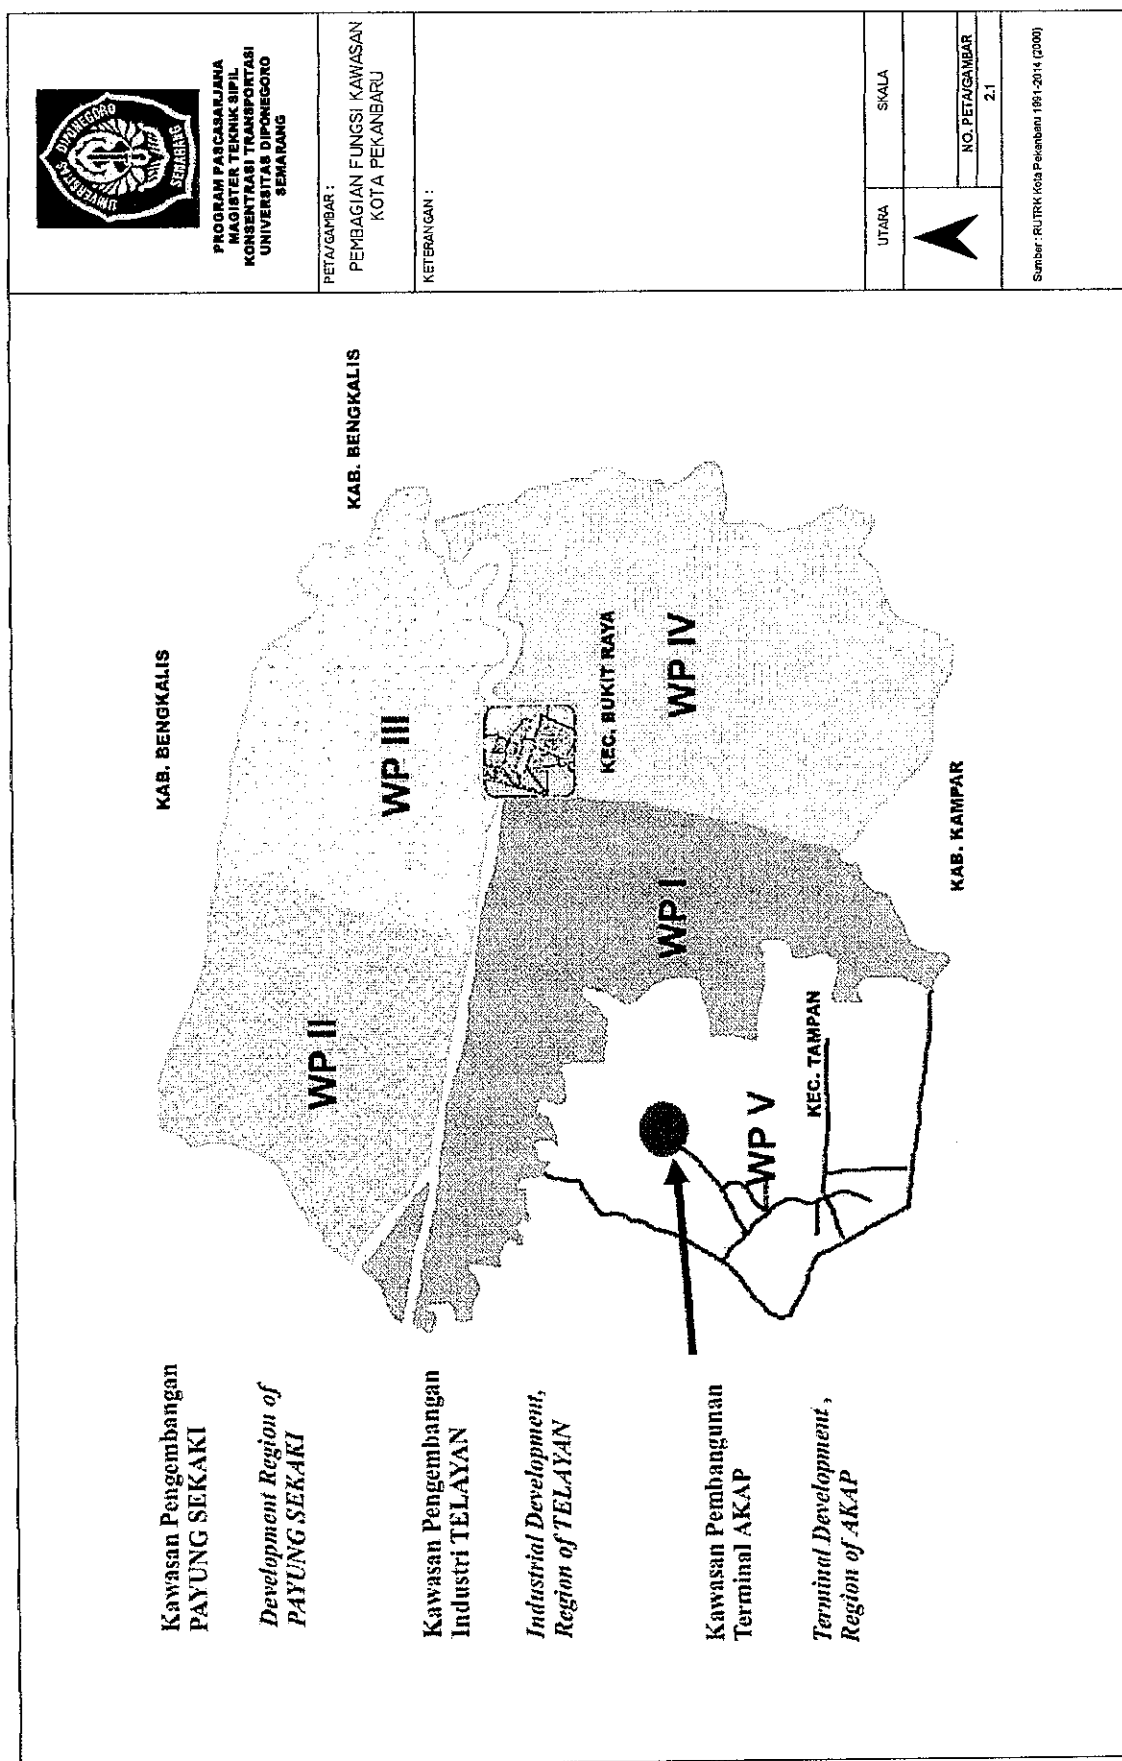 Kawasan Pengembangan
PAYUNG SEKAKI
Development Region of
PAYUNG SEKAKI
Kawasan Pengembangan
Industri TELAYAN
Industrial Development,
Region of TELAYAN
Kawasan Pembangunan
Terminal AKAP
Terminal Development ,
Region of AKAP
KAB. BENGKALIS
KAB. BENGKALIS
WP II
WP III
KEC. BUKIT RAYA
WP IV
WP I
WP V
KEC. TAMPAN
KAB. KAMPAR
UNIVERSITAS DIPONEGORO
SEMARANG
PROGRAM PASCASARJANA
MAGISTER TEKNIK SIPIL
KONSENTRASI TRANSPORTASI
UNIVERSITAS DIPONEGORO
SEMARANG
PETA/GAMBAR :
PEMBAGIAN FUNGSI KAWASAN
KOTA PEKANBARU
KETERANGAN :
UTARA
SKALA
NO. PETA/GAMBAR
2.1
Sumber : RUTRK Kota Pekanbaru 1991-2014 (2000)